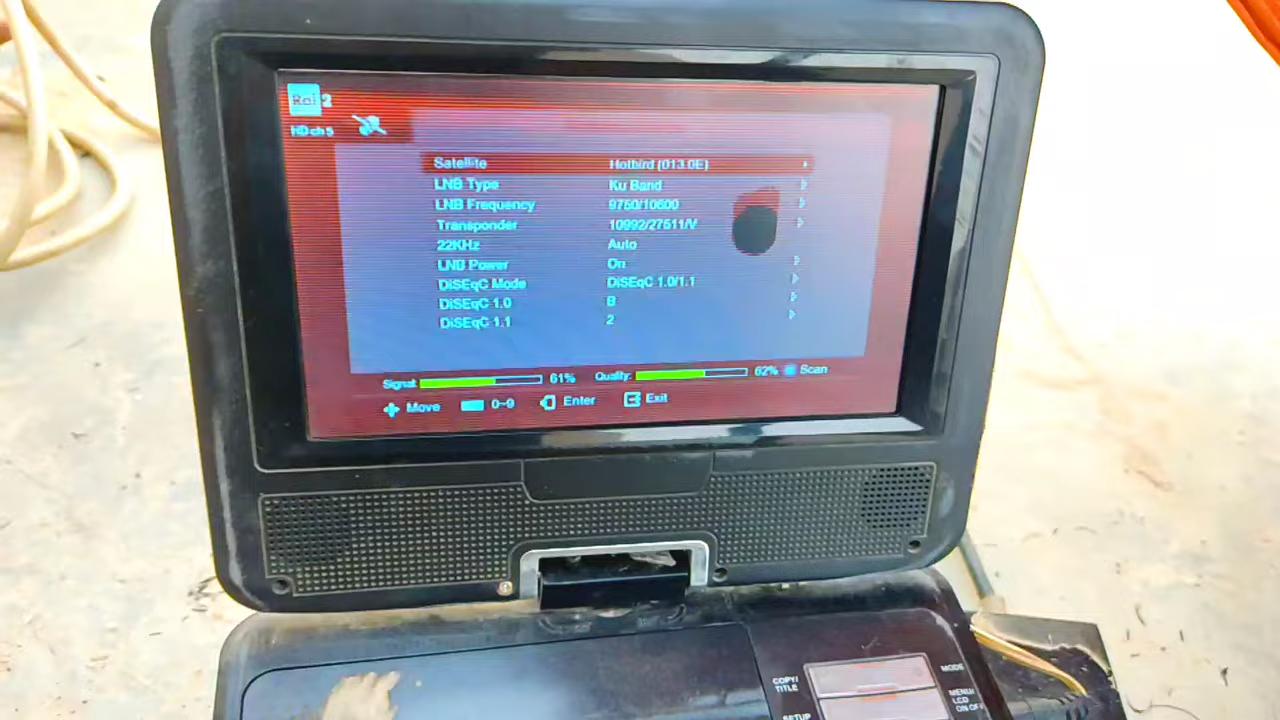 Rai 2
HD ch 5
Satellite Hotbird [013.0E]
LNB Type Ku Band
LNB Frequency 9750/10600
Transponder 10992/27511/V
22KHz Auto
LNB Power On
DiSEqC Mode DiSEqC 1.0/1.1
DiSEqC 1.0 B
DiSEqC 1.1 2
Signal: 61% Quality: 62% Scan
Move 0~9 Enter Exit
COPY/
TITLE
MODE
MENU/
LCD
ON OFF
SETUP